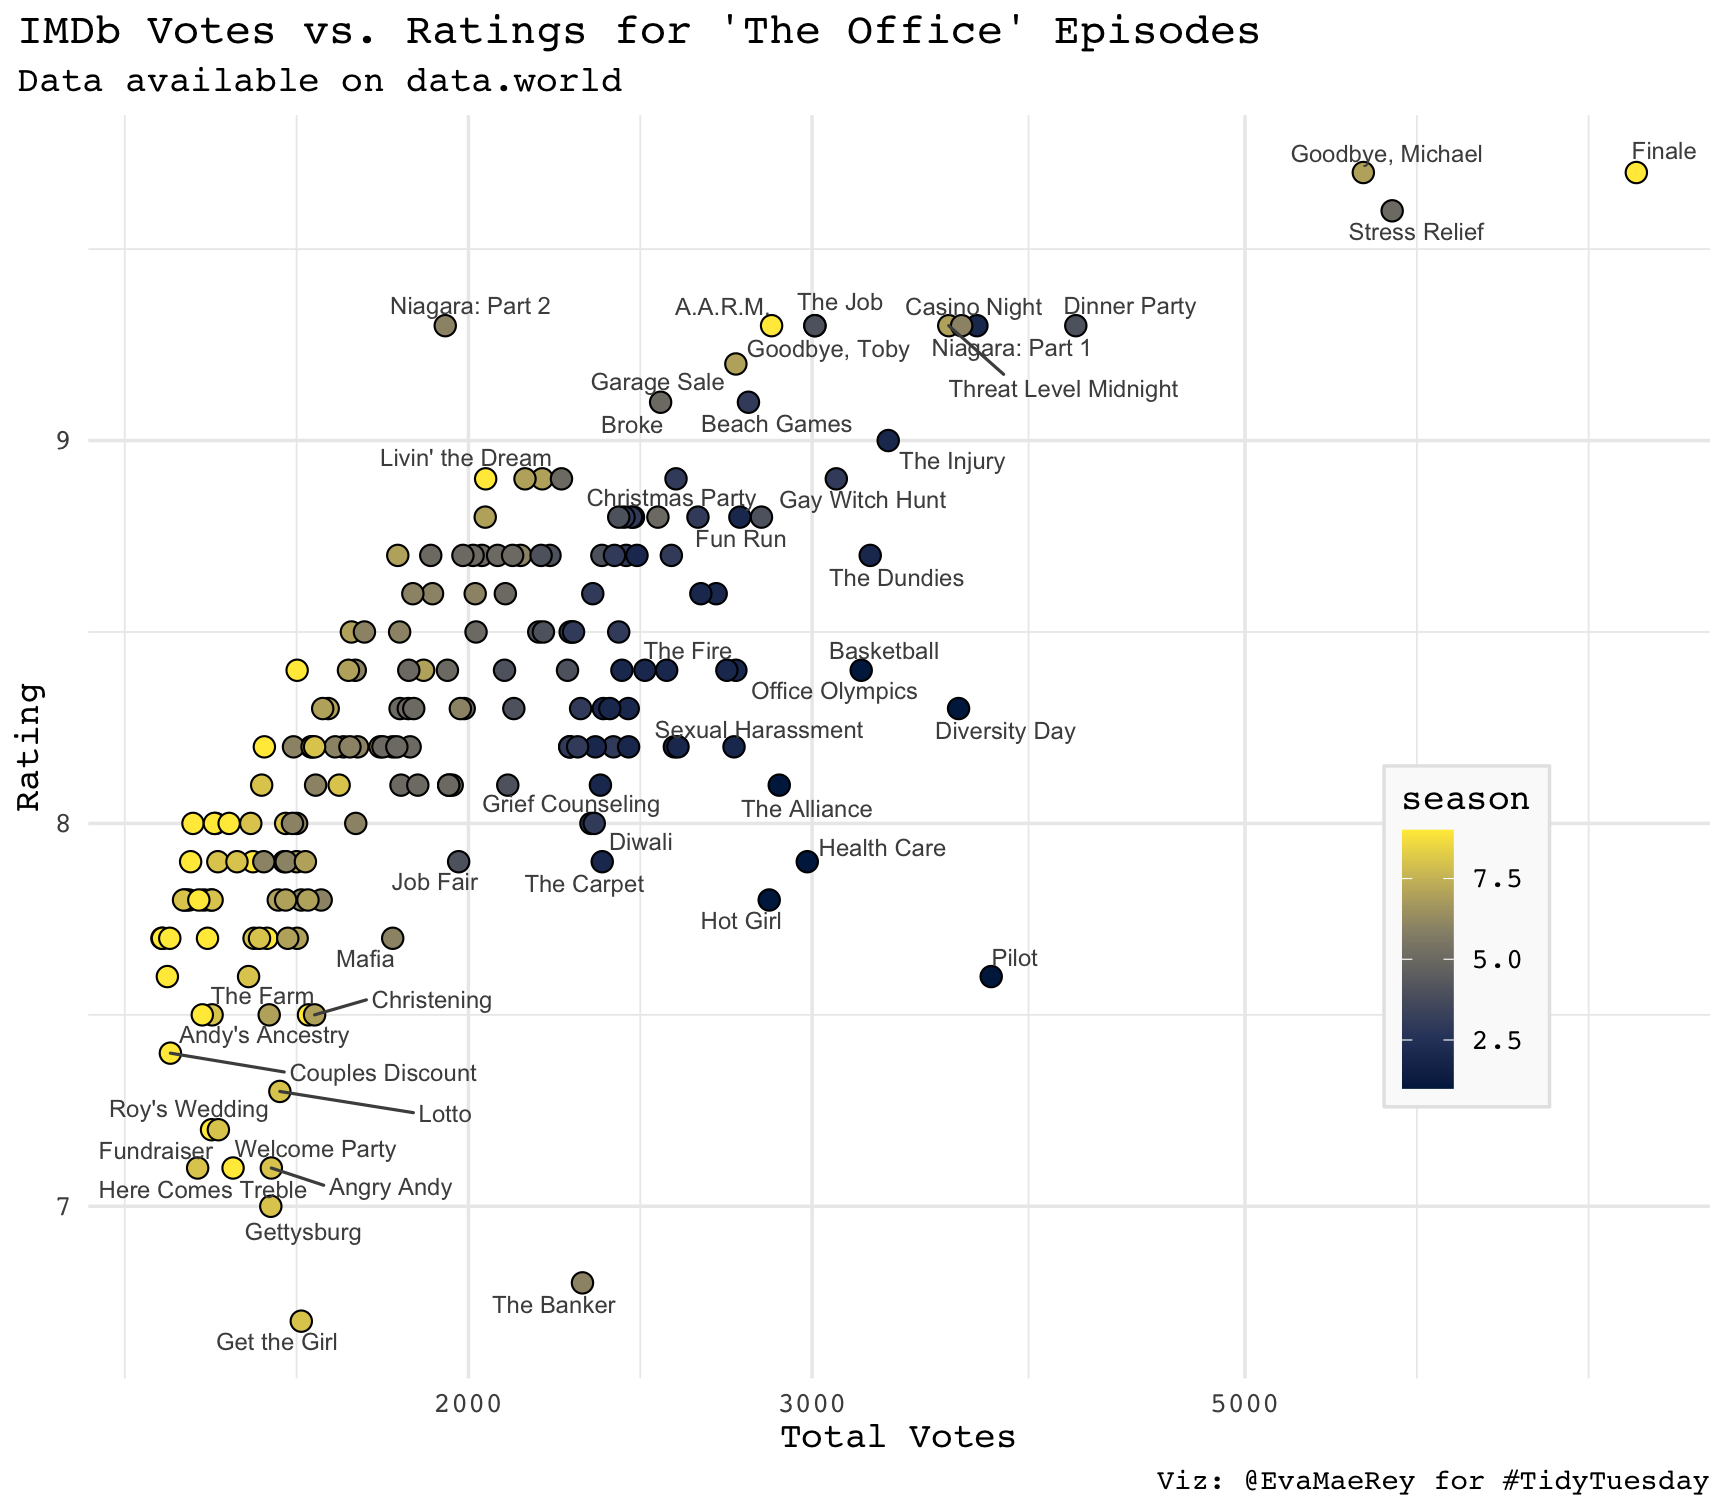 IMDb Votes vs. Ratings for 'The Office' Episodes
Data available on data.world
Goodbye, Michael
Finale
Stress Relief
Niagara: Part 2
A.A.R.M.
The Job
Casino Night
Dinner Party
Goodbye, Toby
Niagara: Part 1
Garage Sale
Threat Level Midnight
Broke
Beach Games
9
Livin' the Dream
The Injury
Christmas Party
Gay Witch Hunt
Fun Run
The Dundies
The Fire
Basketball
Office Olympics
Sexual Harassment
Diversity Day
Rating
Grief Counseling
The Alliance
season
8
Diwali
Health Care
Job Fair
The Carpet
7.5
Hot Girl
Mafia
Pilot
5.0
The Farm
Christening
Andy's Ancestry
2.5
Couples Discount
Roy's Wedding
Lotto
Fundraiser
Welcome Party
Here Comes Treble
Angry Andy
7
Gettysburg
The Banker
Get the Girl
2000
3000
5000
Total Votes
Viz: @EvaMaeRey for #TidyTuesday